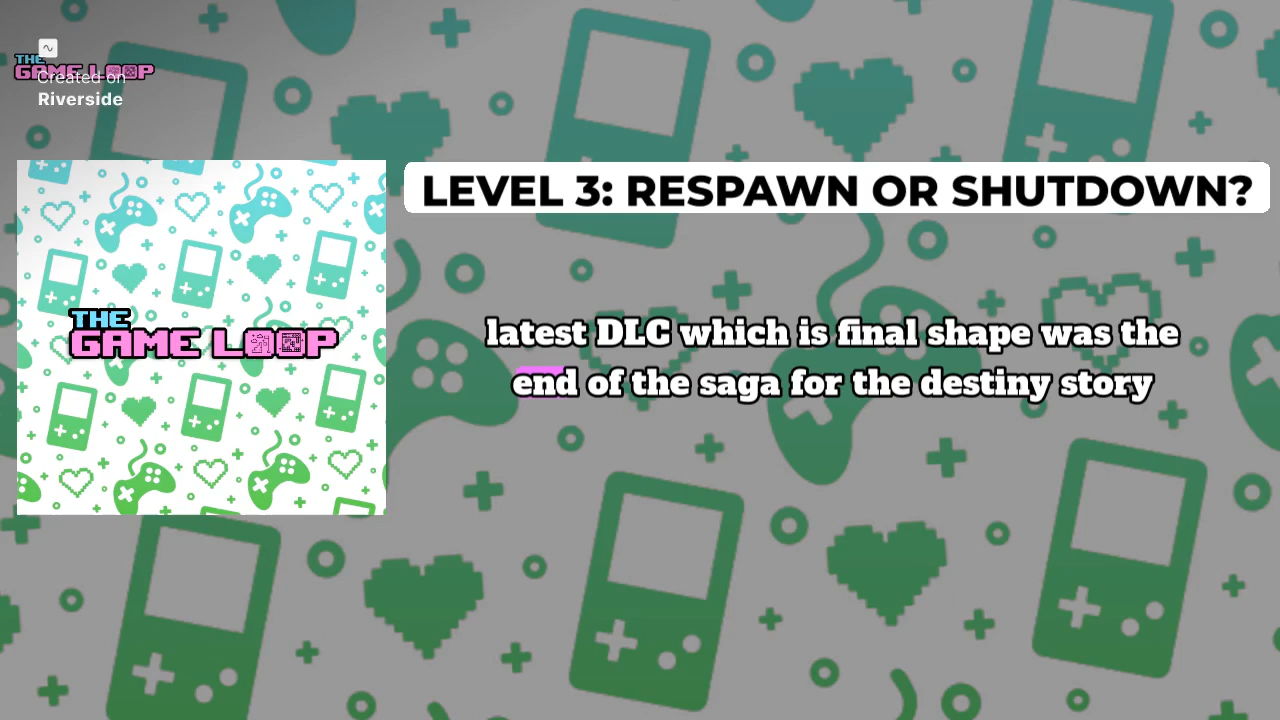 THE
GAME LOOP
Created on
Riverside
LEVEL 3: RESPAWN OR SHUTDOWN?
THE
GAME LOOP
latest DLC which is final shape was the
end of the saga for the destiny story